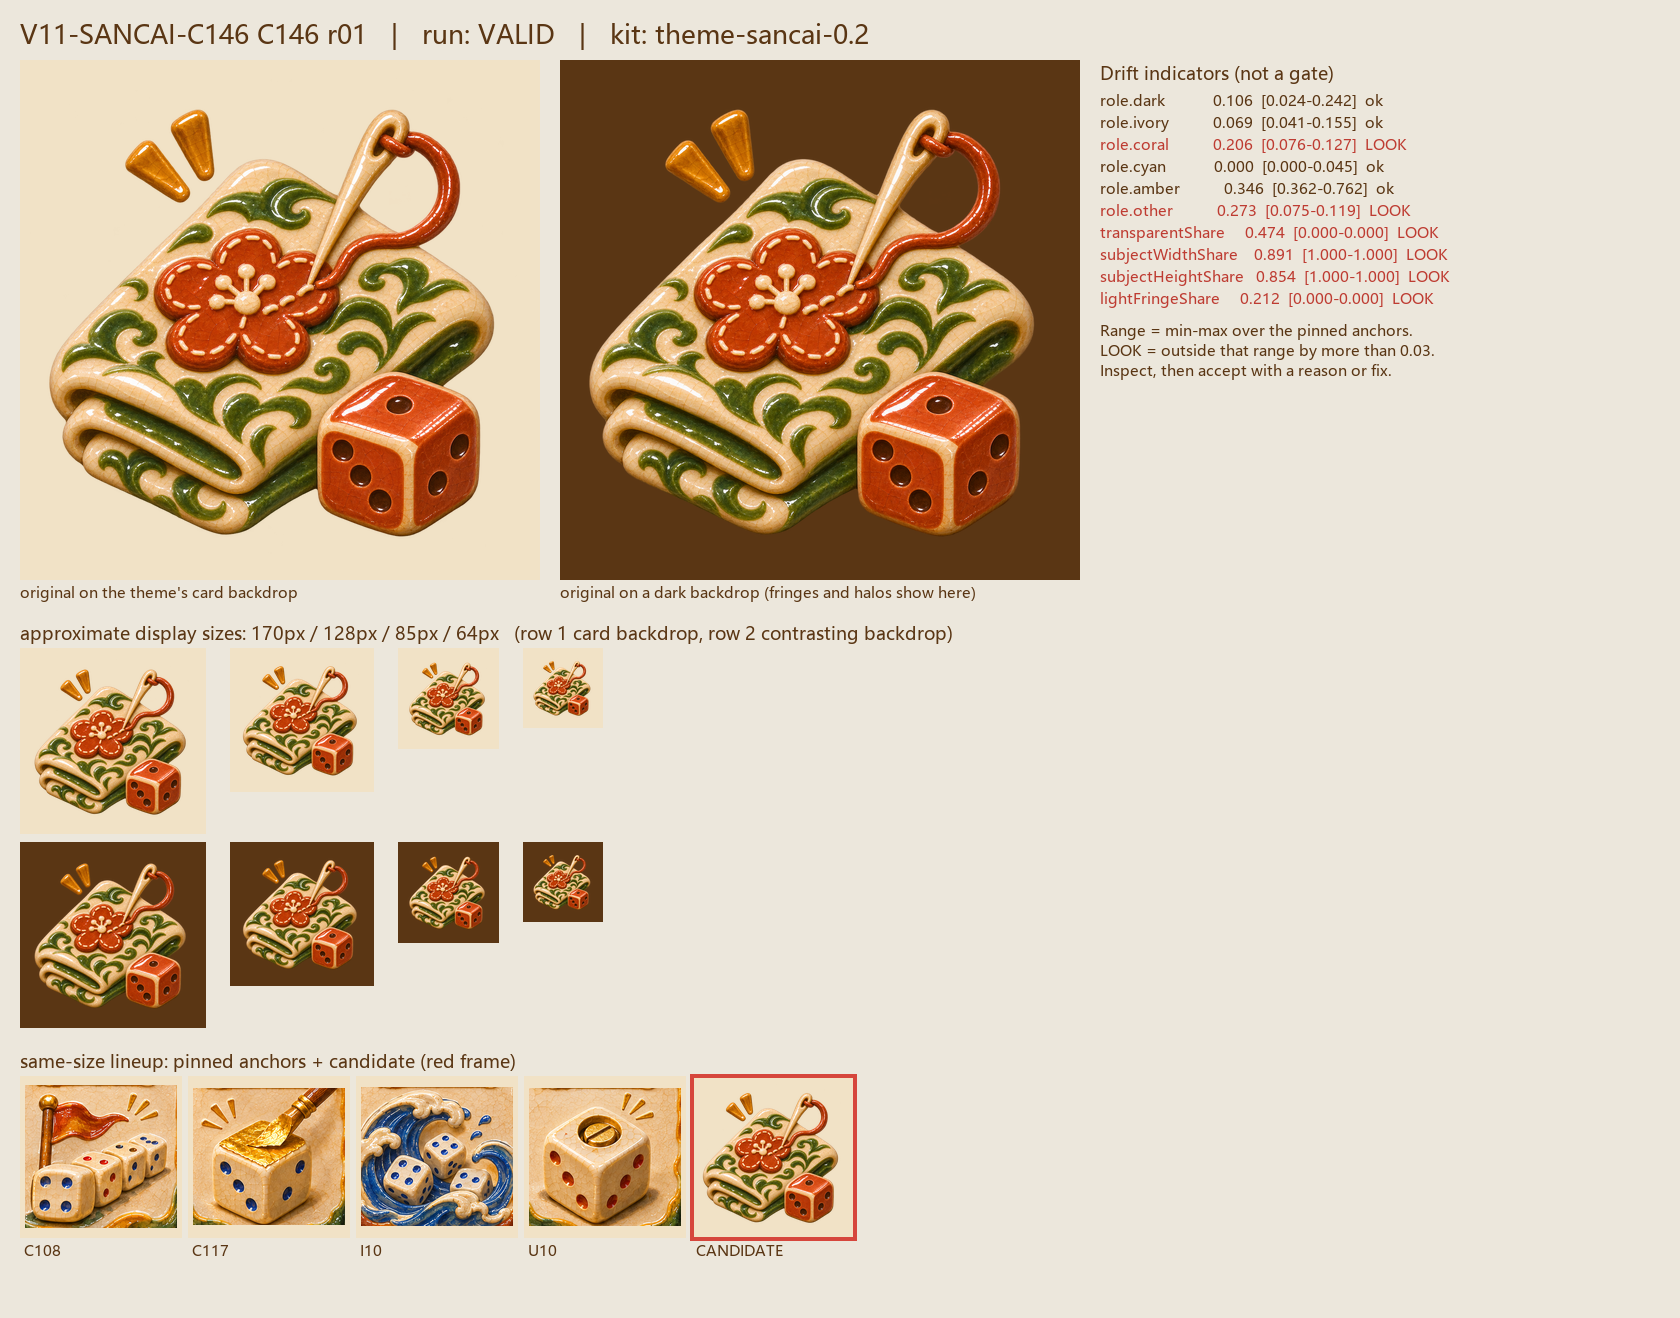 V11-SANCAI-C146 C146 r01 | run: VALID | kit: theme-sancai-0.2
Drift indicators (not a gate)
role.dark 0.106 [0.024-0.242] ok
role.ivory 0.069 [0.041-0.155] ok
role.coral 0.206 [0.076-0.127] LOOK
role.cyan 0.000 [0.000-0.045] ok
role.amber 0.346 [0.362-0.762] ok
role.other 0.273 [0.075-0.119] LOOK
transparentShare 0.474 [0.000-0.000] LOOK
subjectWidthShare 0.891 [1.000-1.000] LOOK
subjectHeightShare 0.854 [1.000-1.000] LOOK
lightFringeShare 0.212 [0.000-0.000] LOOK
Range = min-max over the pinned anchors.
LOOK = outside that range by more than 0.03.
Inspect, then accept with a reason or fix.
original on the theme's card backdrop
original on a dark backdrop (fringes and halos show here)
approximate display sizes: 170px / 128px / 85px / 64px (row 1 card backdrop, row 2 contrasting backdrop)
same-size lineup: pinned anchors + candidate (red frame)
C108
C117
I10
U10
CANDIDATE